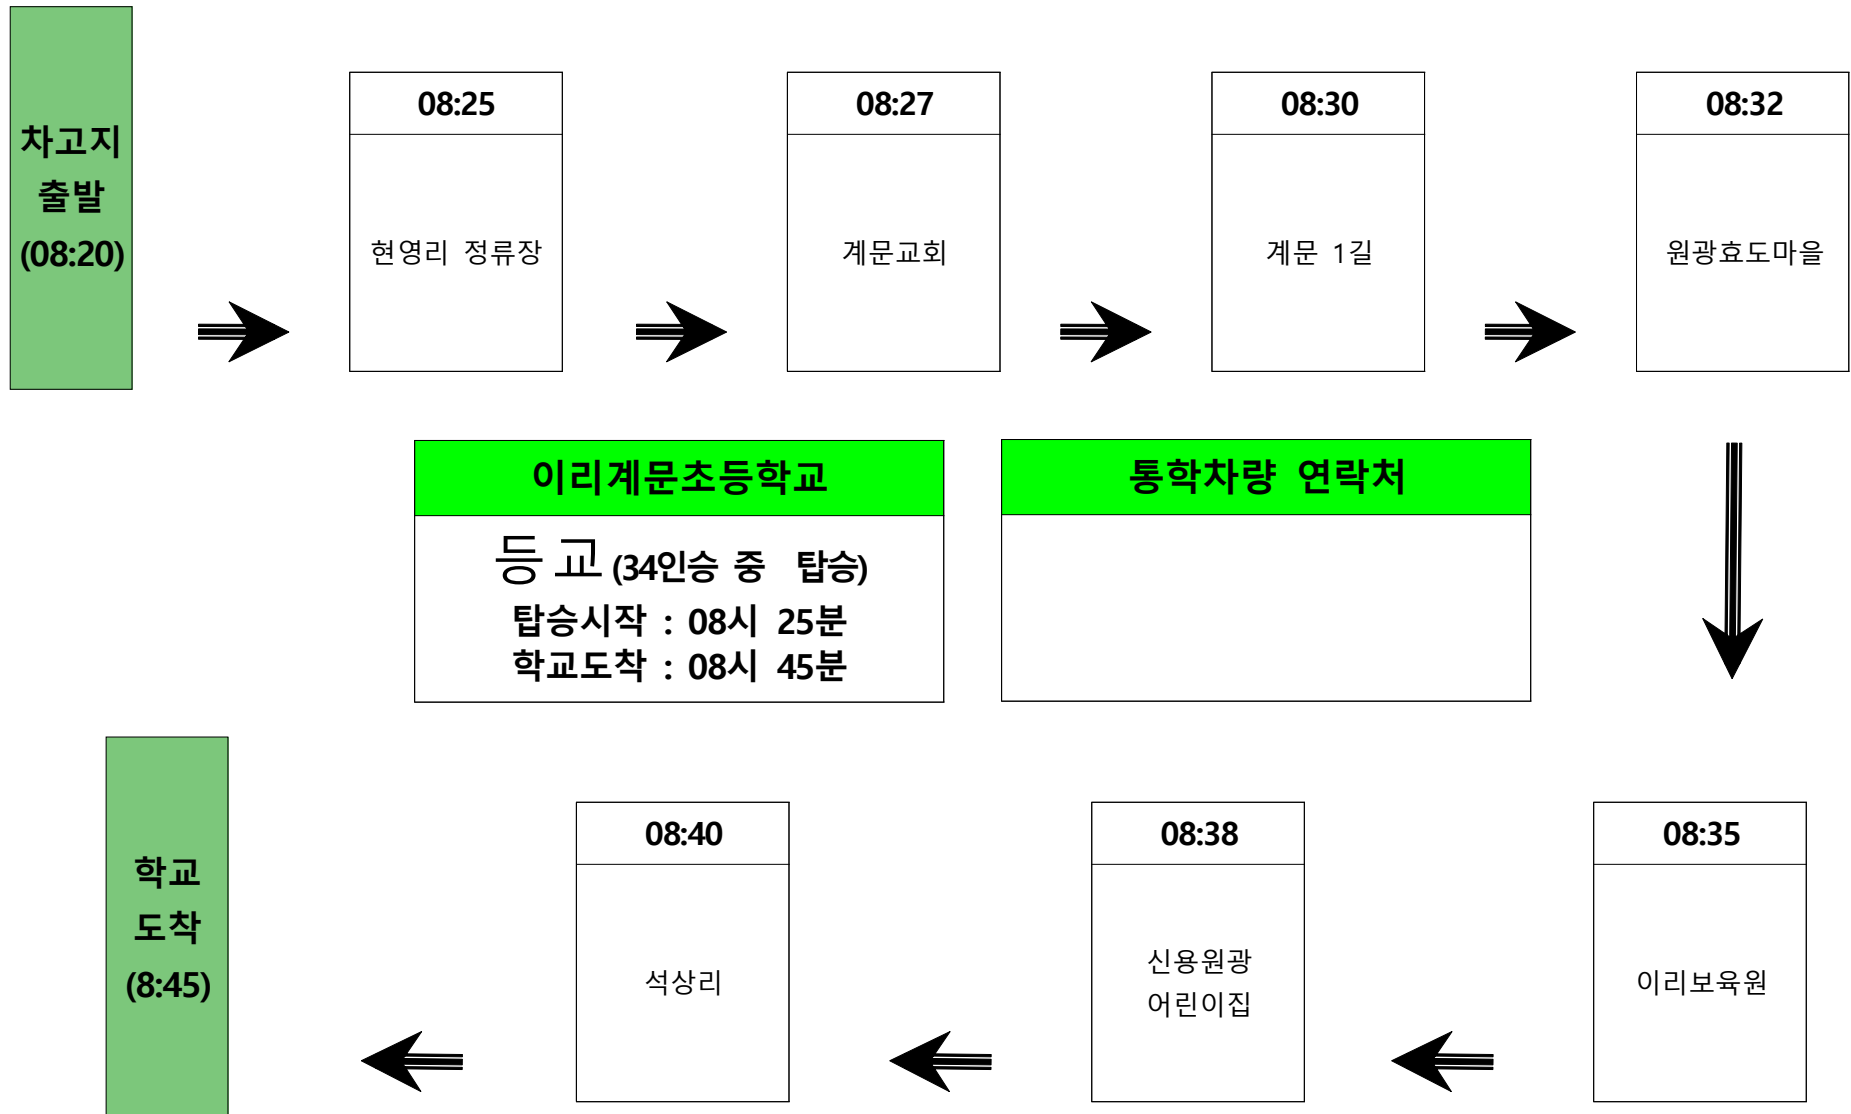 차고지
출발
(08:20)
08:25
현영리 정류장
08:27
계문교회
08:30
계문 1길
08:32
원광효도마을
이리계문초등학교
등교(34인승 중 탑승)
탑승시작 : 08시 25분
학교도착 : 08시 45분
통학차량 연락처
08:35
이리보육원
08:38
신용원광
어린이집
08:40
석상리
학교
도착
(8:45)